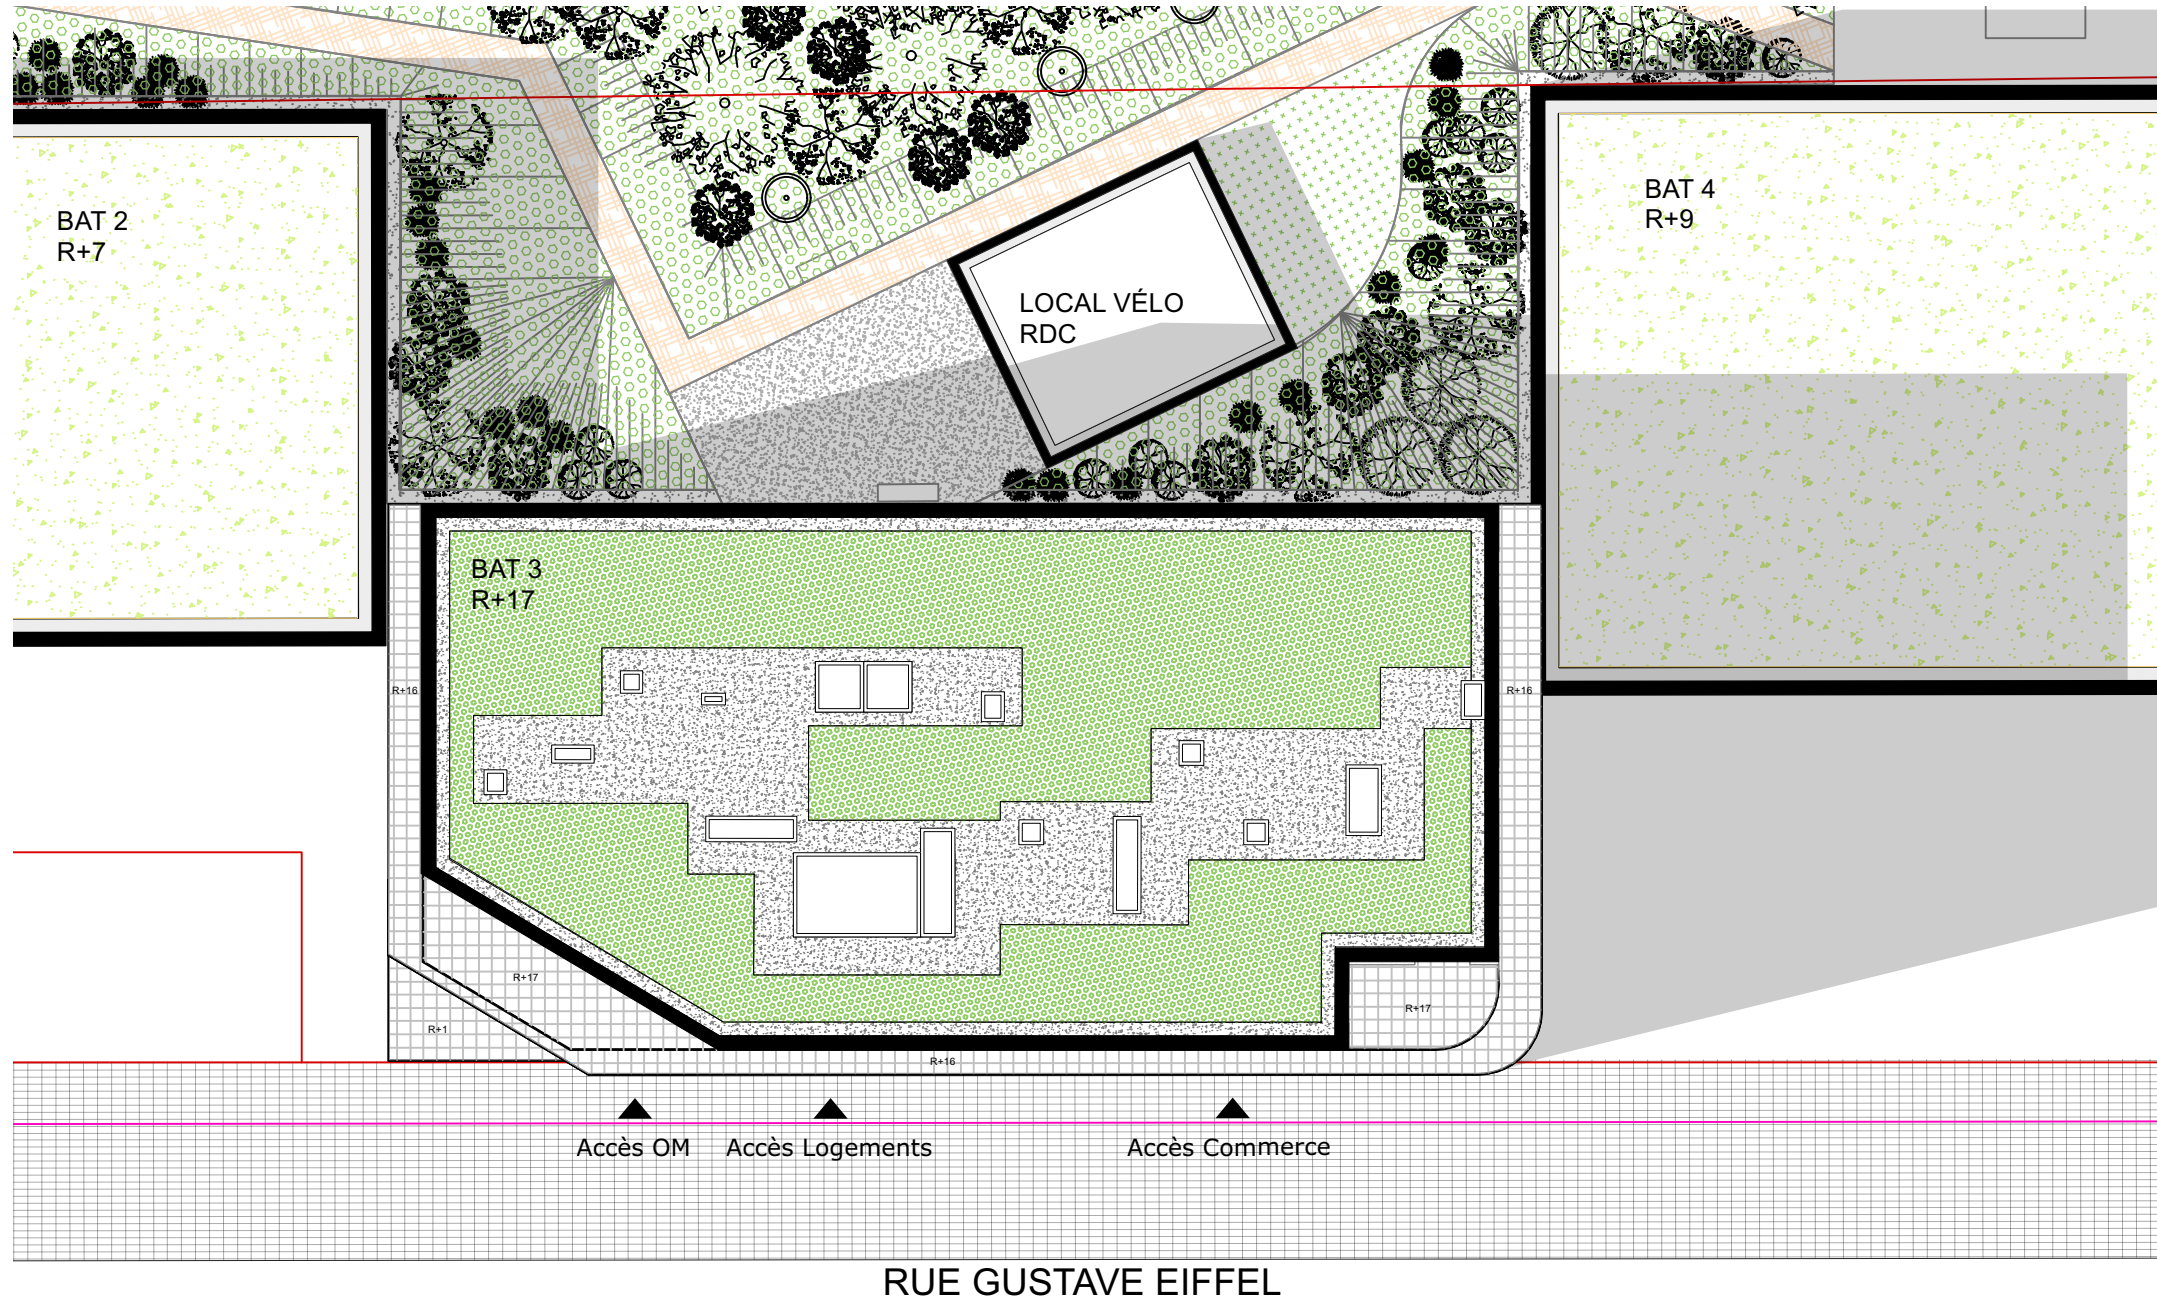 BAT 2
R+7
BAT 4
R+9
LOCAL VÉLO
RDC
BAT 3
R+17
R+16
R+16
R+17
R+17
R+1
R+16
Accès OM
Accès Logements
Accès Commerce
RUE GUSTAVE EIFFEL